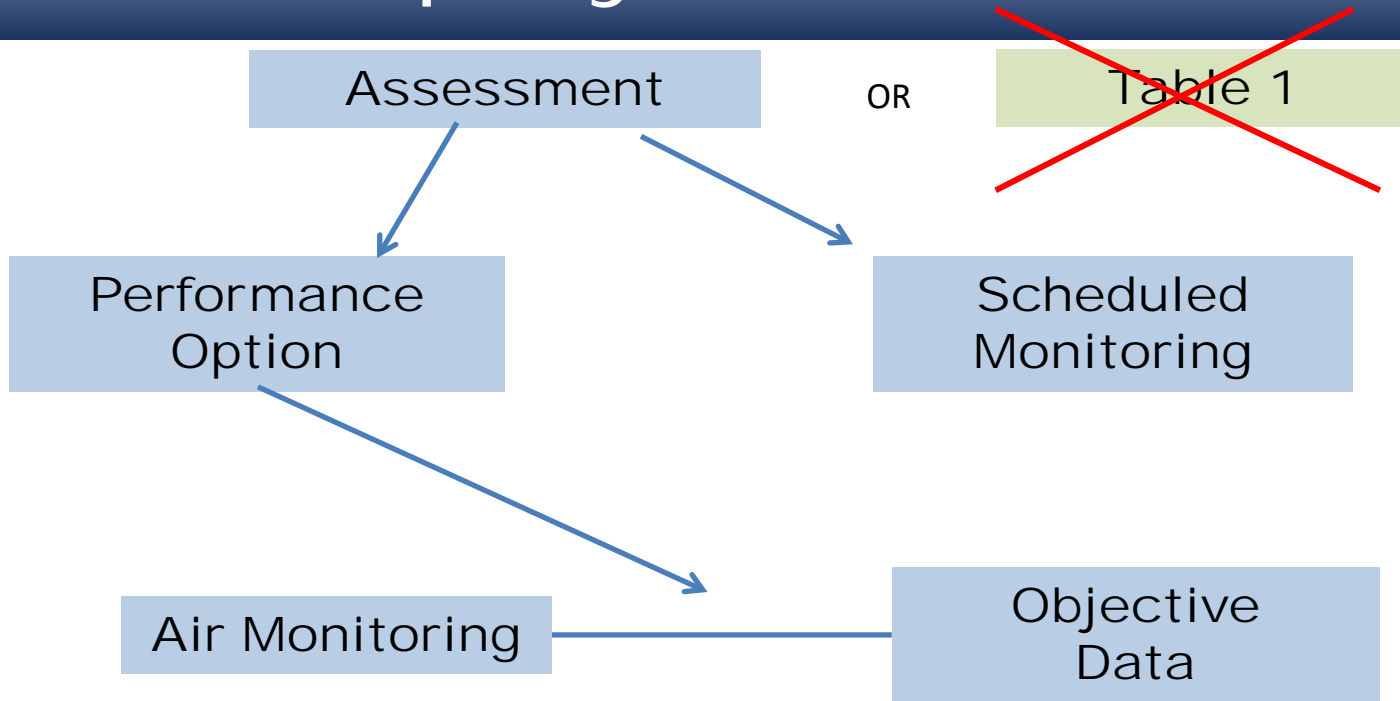 Assessment
OR
Table 1
Performance
Option
Scheduled
Monitoring
Air Monitoring
Objective
Data